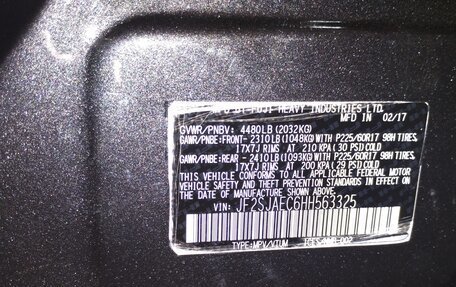 MFD BY FUJI HEAVY INDUSTRIES LTD.
MFD IN 02/17
GVWR/PNBV: 4480LB(2032KG)
GAWR/PNBE:FRONT-2310LB(1048KG)WITH P225/60R17 98H TIRES,
17X7J RIMS, AT 210 KPA(30 PSI)COLD
GAWR/PNBE:REAR -2410LB(1093KG)WITH P225/60R17 98H TIRES,
17X7J RIMS, AT 200 KPA(29 PSI)COLD
THIS VEHICLE CONFORMS TO ALL APPLICABLE FEDERAL MOTOR
VEHICLE SAFETY AND THEFT PREVENTION STANDARDS IN EFFECT ON
THE DATE OF MANUFACTURE SHOWN ABOVE.
VIN: JF2SJAEC6HH563325
TYPE:MPV/VTUM